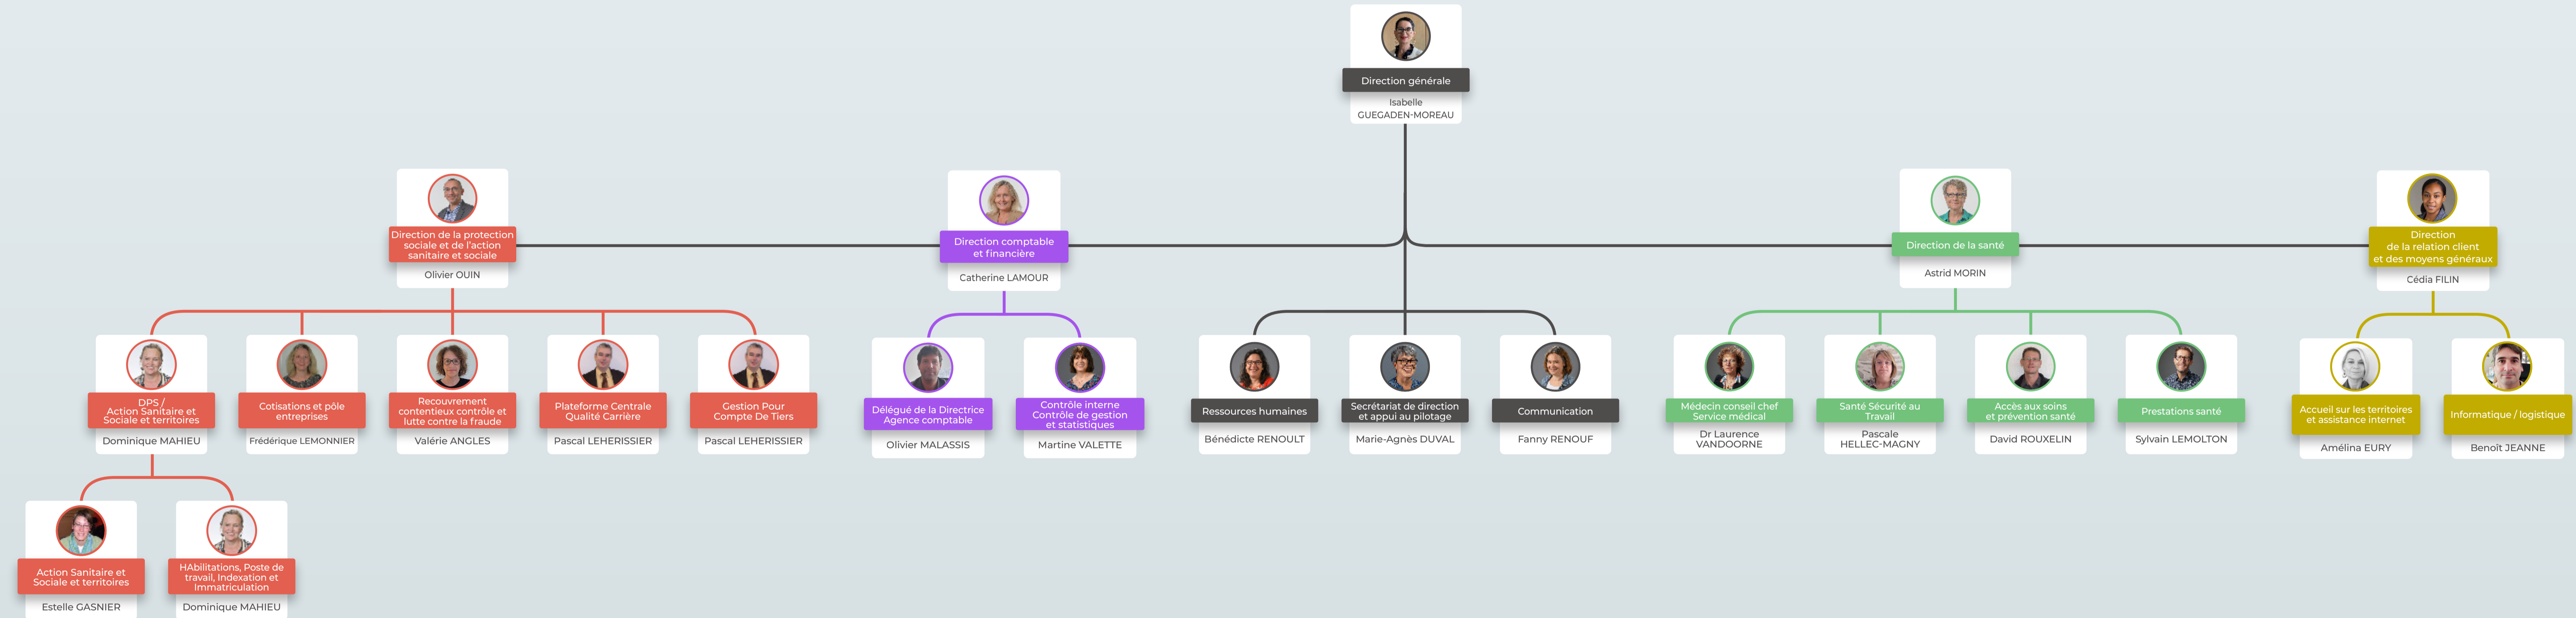 Direction générale
Isabelle
GUEGADEN-MOREAU
Direction de la protection
sociale et de l'action
sanitaire et sociale
Olivier OUIN
Direction comptable
et financière
Catherine LAMOUR
Direction de la santé
Astrid MORIN
Direction
de la relation client
et des moyens généraux
Cédia FILIN
DPS /
Action Sanitaire et
Sociale et territoires
Dominique MAHIEU
Cotisations et pôle
entreprises
Frédérique LEMONNIER
Recouvrement
contentieux contrôle et
lutte contre la fraude
Valérie ANGLES
Plateforme Centrale
Qualité Carrière
Pascal LEHERISSIER
Gestion Pour
Compte De Tiers
Pascal LEHERISSIER
Délégué de la Directrice
Agence comptable
Olivier MALASSIS
Contrôle interne
Contrôle de gestion
et statistiques
Martine VALETTE
Ressources humaines
Bénédicte RENOULT
Secrétariat de direction
et appui au pilotage
Marie-Agnès DUVAL
Communication
Fanny RENOUF
Médecin conseil chef
Service médical
Dr Laurence
VANDOORNE
Santé Sécurité au
Travail
Pascale
HELLEC-MAGNY
Accès aux soins
et prévention santé
David ROUXELIN
Prestations santé
Sylvain LEMOLTON
Accueil sur les territoires
et assistance internet
Amélina EURY
Informatique / logistique
Benoît JEANNE
Action Sanitaire et
Sociale et territoires
Estelle GASNIER
HAbilitations, Poste de
travail, Indexation et
Immatriculation
Dominique MAHIEU